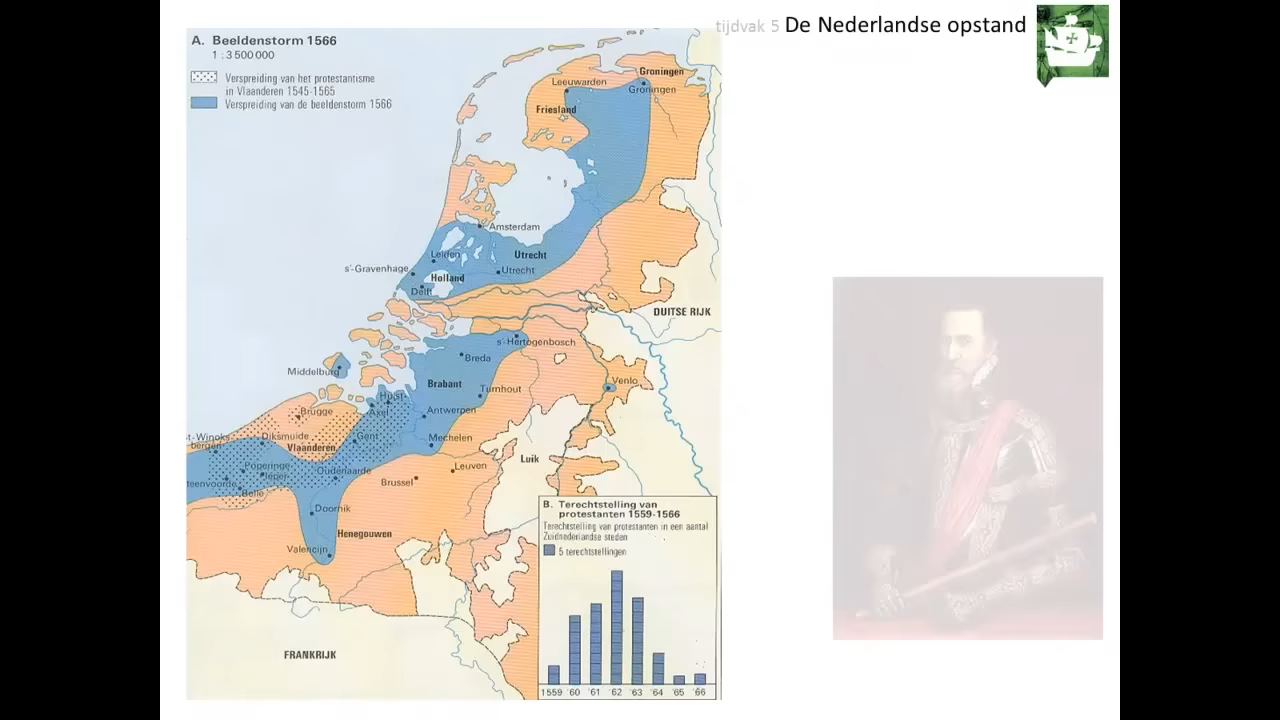 tijdvak 5 De Nederlandse opstand
A. Beeldenstorm 1566
1 : 3 500 000
Verspreiding van het protestantisme
in Vlaanderen 1545-1565
Verspreiding van de beeldenstorm 1566
Groningen
Leeuwarden
Groningen
Friesland
Amsterdam
Leiden
Utrecht
s'-Gravenhage
Utrecht
Holland
Delft
DUITSE RIJK
s'-Hertogenbosch
Breda
Middelburg
Venlo
Brabant
Turnhout
Hulst
Brugge
Axel
Antwerpen
st-Winoks-
bergen
Diksmuide
Gent
Mechelen
Vlaanderen
Luik
Poperinge
Ieper
Oudenaarde
Leuven
Brussel
teenvoorde
Belle
Doornik
Henegouwen
Valencijn
FRANKRIJK
B. Terechtstelling van
protestanten 1559-1566
Terechtstelling van protestanten in een aantal
Zuidnederlandse steden
5 terechtstellingen
1559 '60 '61 '62 '63 '64 '65 '66